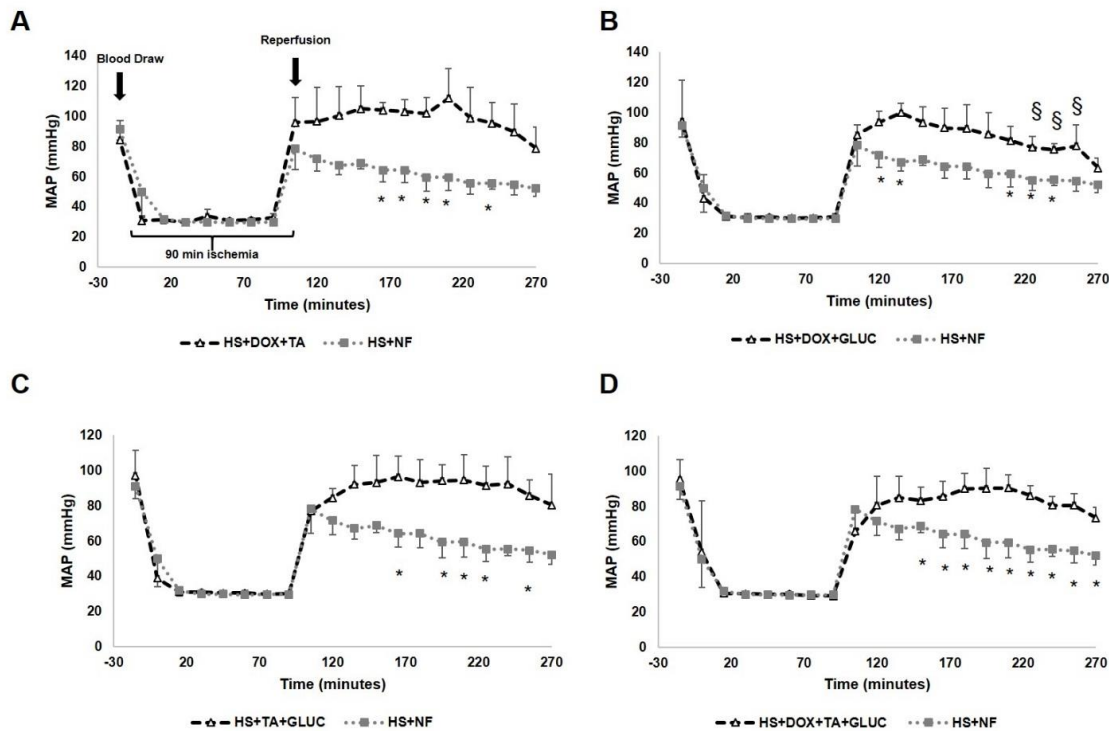 A
Blood Draw
Reperfusion
140
120
100
80
60
40
20
0
MAP (mmHg)
90 min ischemia
* * * * *
-30 20 70 120 170 220 270
Time (minutes)
HS+DOX+TA HS+NF
B
140
120
100
80
60
40
20
0
MAP (mmHg)
§ § §
* * * * *
-30 20 70 120 170 220 270
Time (minutes)
HS+DOX+GLUC HS+NF
C
120
100
80
60
40
20
0
MAP (mmHg)
* * * * *
-30 20 70 120 170 220 270
Time (minutes)
HS+TA+GLUC HS+NF
D
120
100
80
60
40
20
0
MAP (mmHg)
* * * * * * * * *
-30 20 70 120 170 220 270
Time (minutes)
HS+DOX+TA+GLUC HS+NF